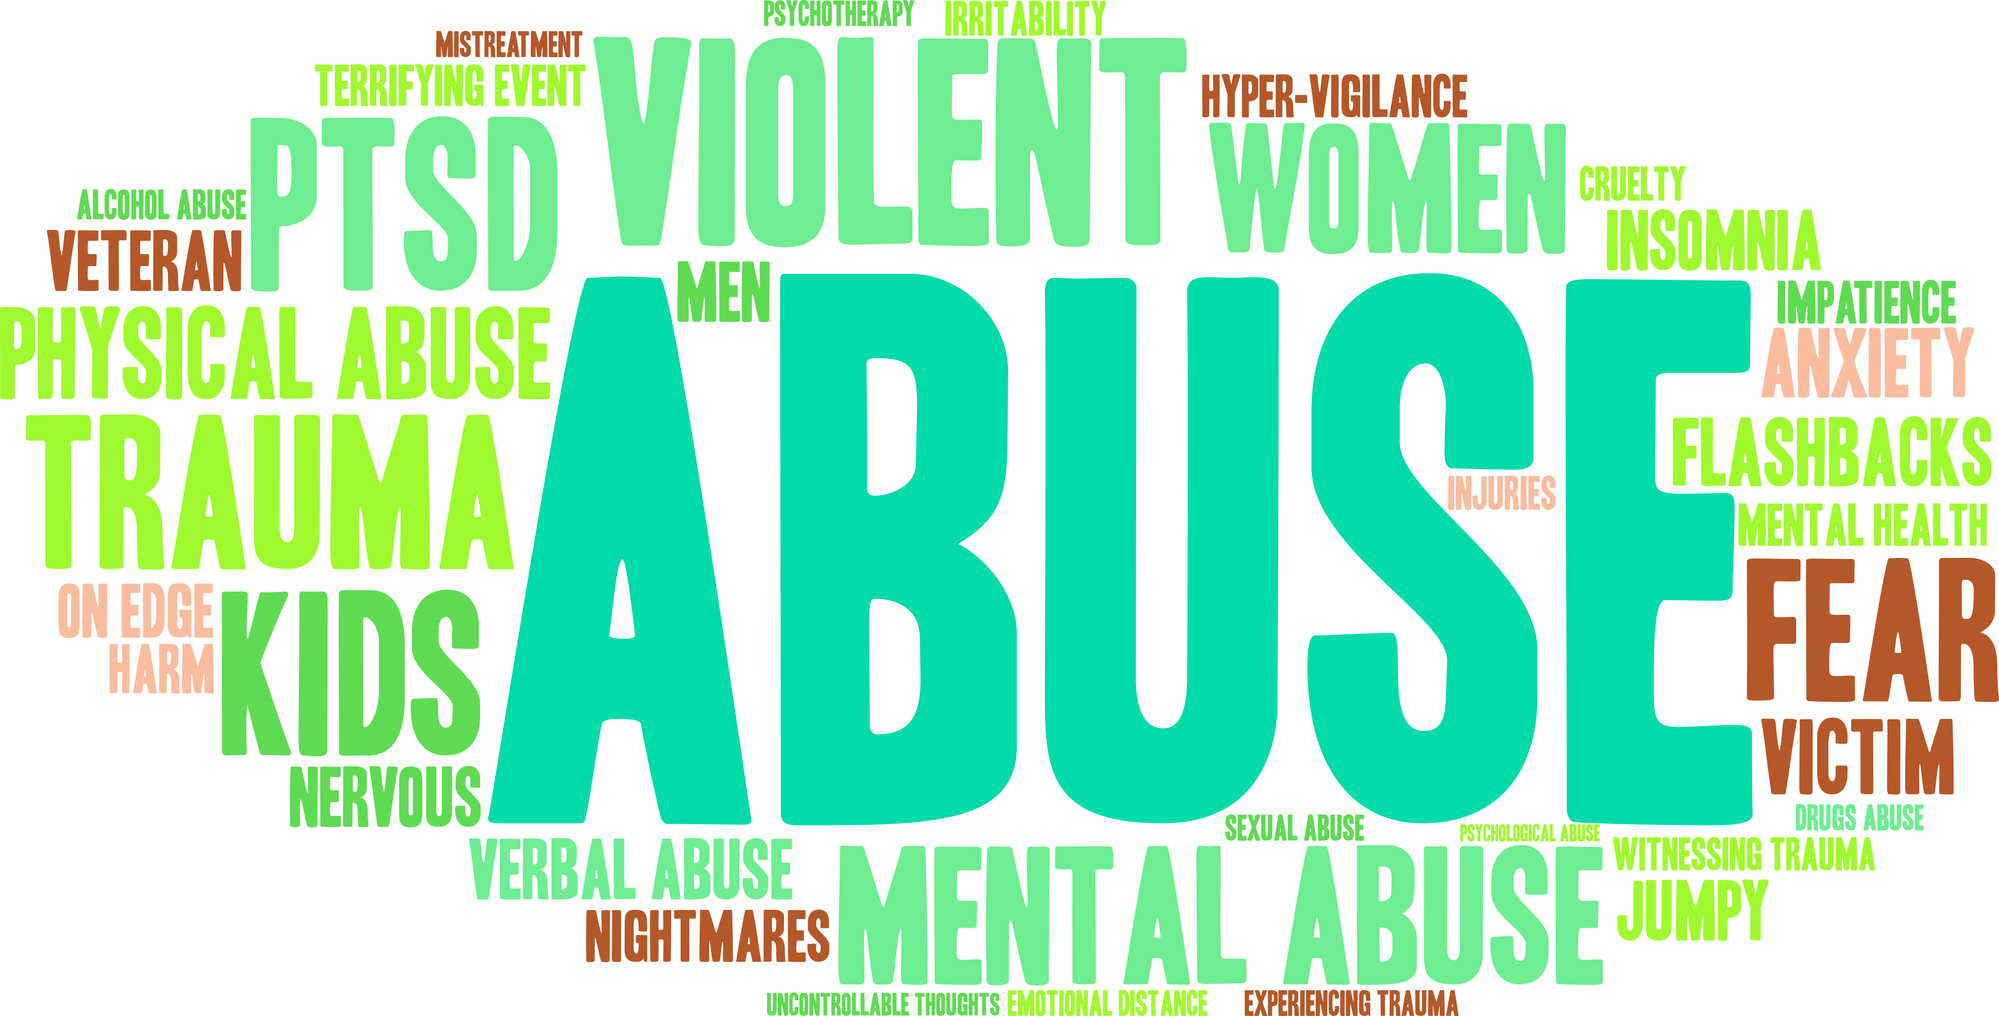 PSYCHOTHERAPY
IRRITABILITY
MISTREATMENT
TERRIFYING EVENT
VIOLENT
HYPER-VIGILANCE
PTSD
WOMEN
CRUELTY
ALCOHOL ABUSE
VETERAN
INSOMNIA
MEN
ABUSE
IMPATIENCE
PHYSICAL ABUSE
ANXIETY
TRAUMA
FLASHBACKS
INJURIES
MENTAL HEALTH
ON EDGE
FEAR
HARM
KIDS
VICTIM
NERVOUS
DRUGS ABUSE
SEXUAL ABUSE
PSYCHOLOGICAL ABUSE
VERBAL ABUSE
MENTAL ABUSE
WITNESSING TRAUMA
JUMPY
NIGHTMARES
UNCONTROLLABLE THOUGHTS
EMOTIONAL DISTANCE
EXPERIENCING TRAUMA